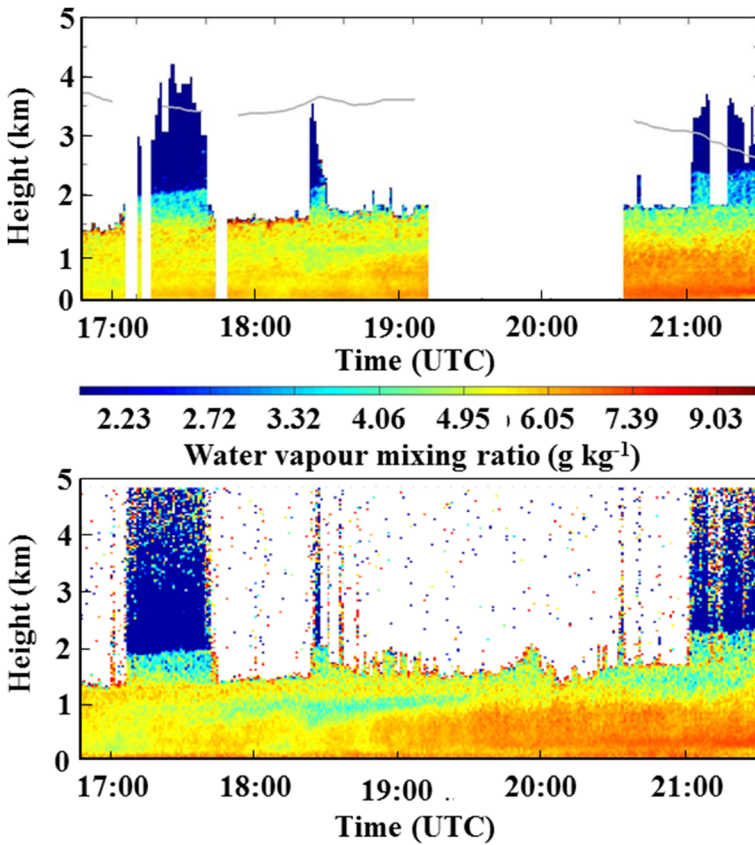 5
4
3
2
1
0
Height (km)
17:00 18:00 19:00 20:00 21:00
Time (UTC)
2.23 2.72 3.32 4.06 4.95 6.05 7.39 9.03
Water vapour mixing ratio (g kg-1)
5
4
3
2
1
0
Height (km)
17:00 18:00 19:00 20:00 21:00
Time (UTC)